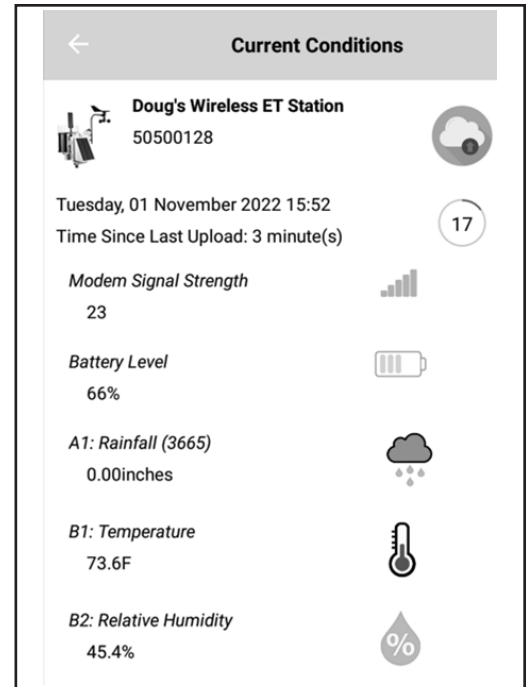 Current Conditions
Doug's Wireless ET Station
50500128
Tuesday, 01 November 2022 15:52
Time Since Last Upload: 3 minute(s)
17
Modem Signal Strength
23
Battery Level
66%
A1: Rainfall (3665)
0.00inches
B1: Temperature
73.6F
B2: Relative Humidity
45.4%
%